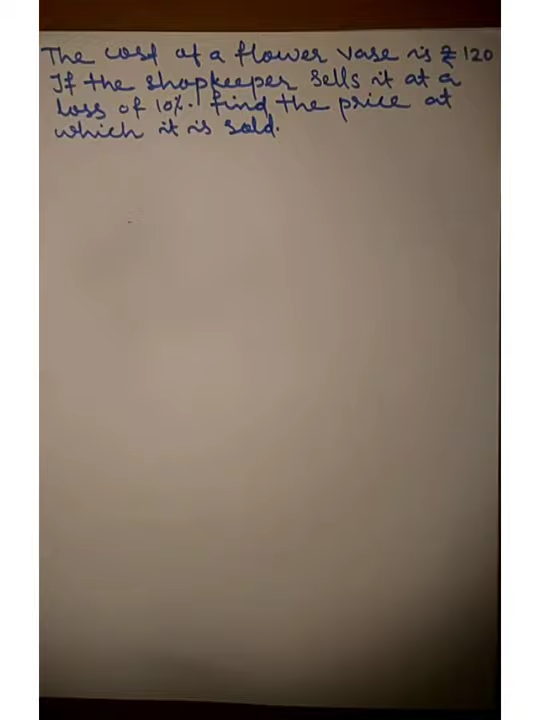 The cost of a flower vase is ₹ 120
If the shopkeeper sells it at a
loss of 10%. find the price at
which it is sold.